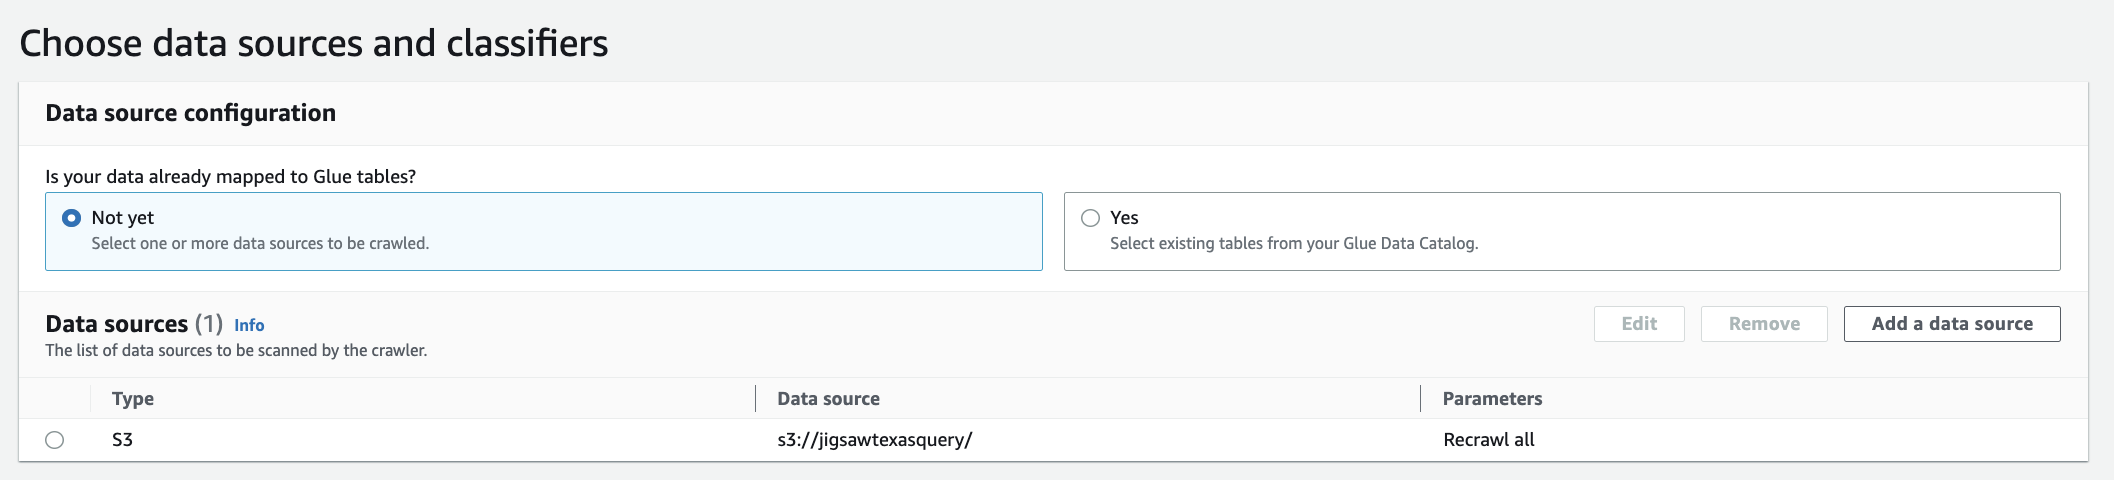 Choose data sources and classifiers
Data source configuration
Is your data already mapped to Glue tables?
Not yet
Select one or more data sources to be crawled.
Yes
Select existing tables from your Glue Data Catalog.
Data sources (1) Info
The list of data sources to be scanned by the crawler.
Edit Remove Add a data source
Type Data source Parameters
S3 s3://jigsawtexasquery/ Recrawl all